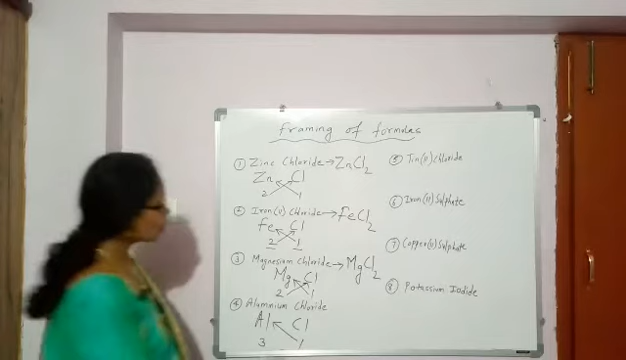 Framing of formulas
① Zinc Chloride → ZnCl2
Zn Cl
2 1
② Iron(II) Chloride → FeCl2
Fe Cl
2 1
③ Magnesium Chloride → MgCl2
Mg Cl
2 1
④ Aluminium Chloride
Al Cl
3 1
⑤ Tin(II) Chloride
⑥ Iron(II) Sulphate
⑦ Copper(II) Sulphate
⑧ Potassium Iodide